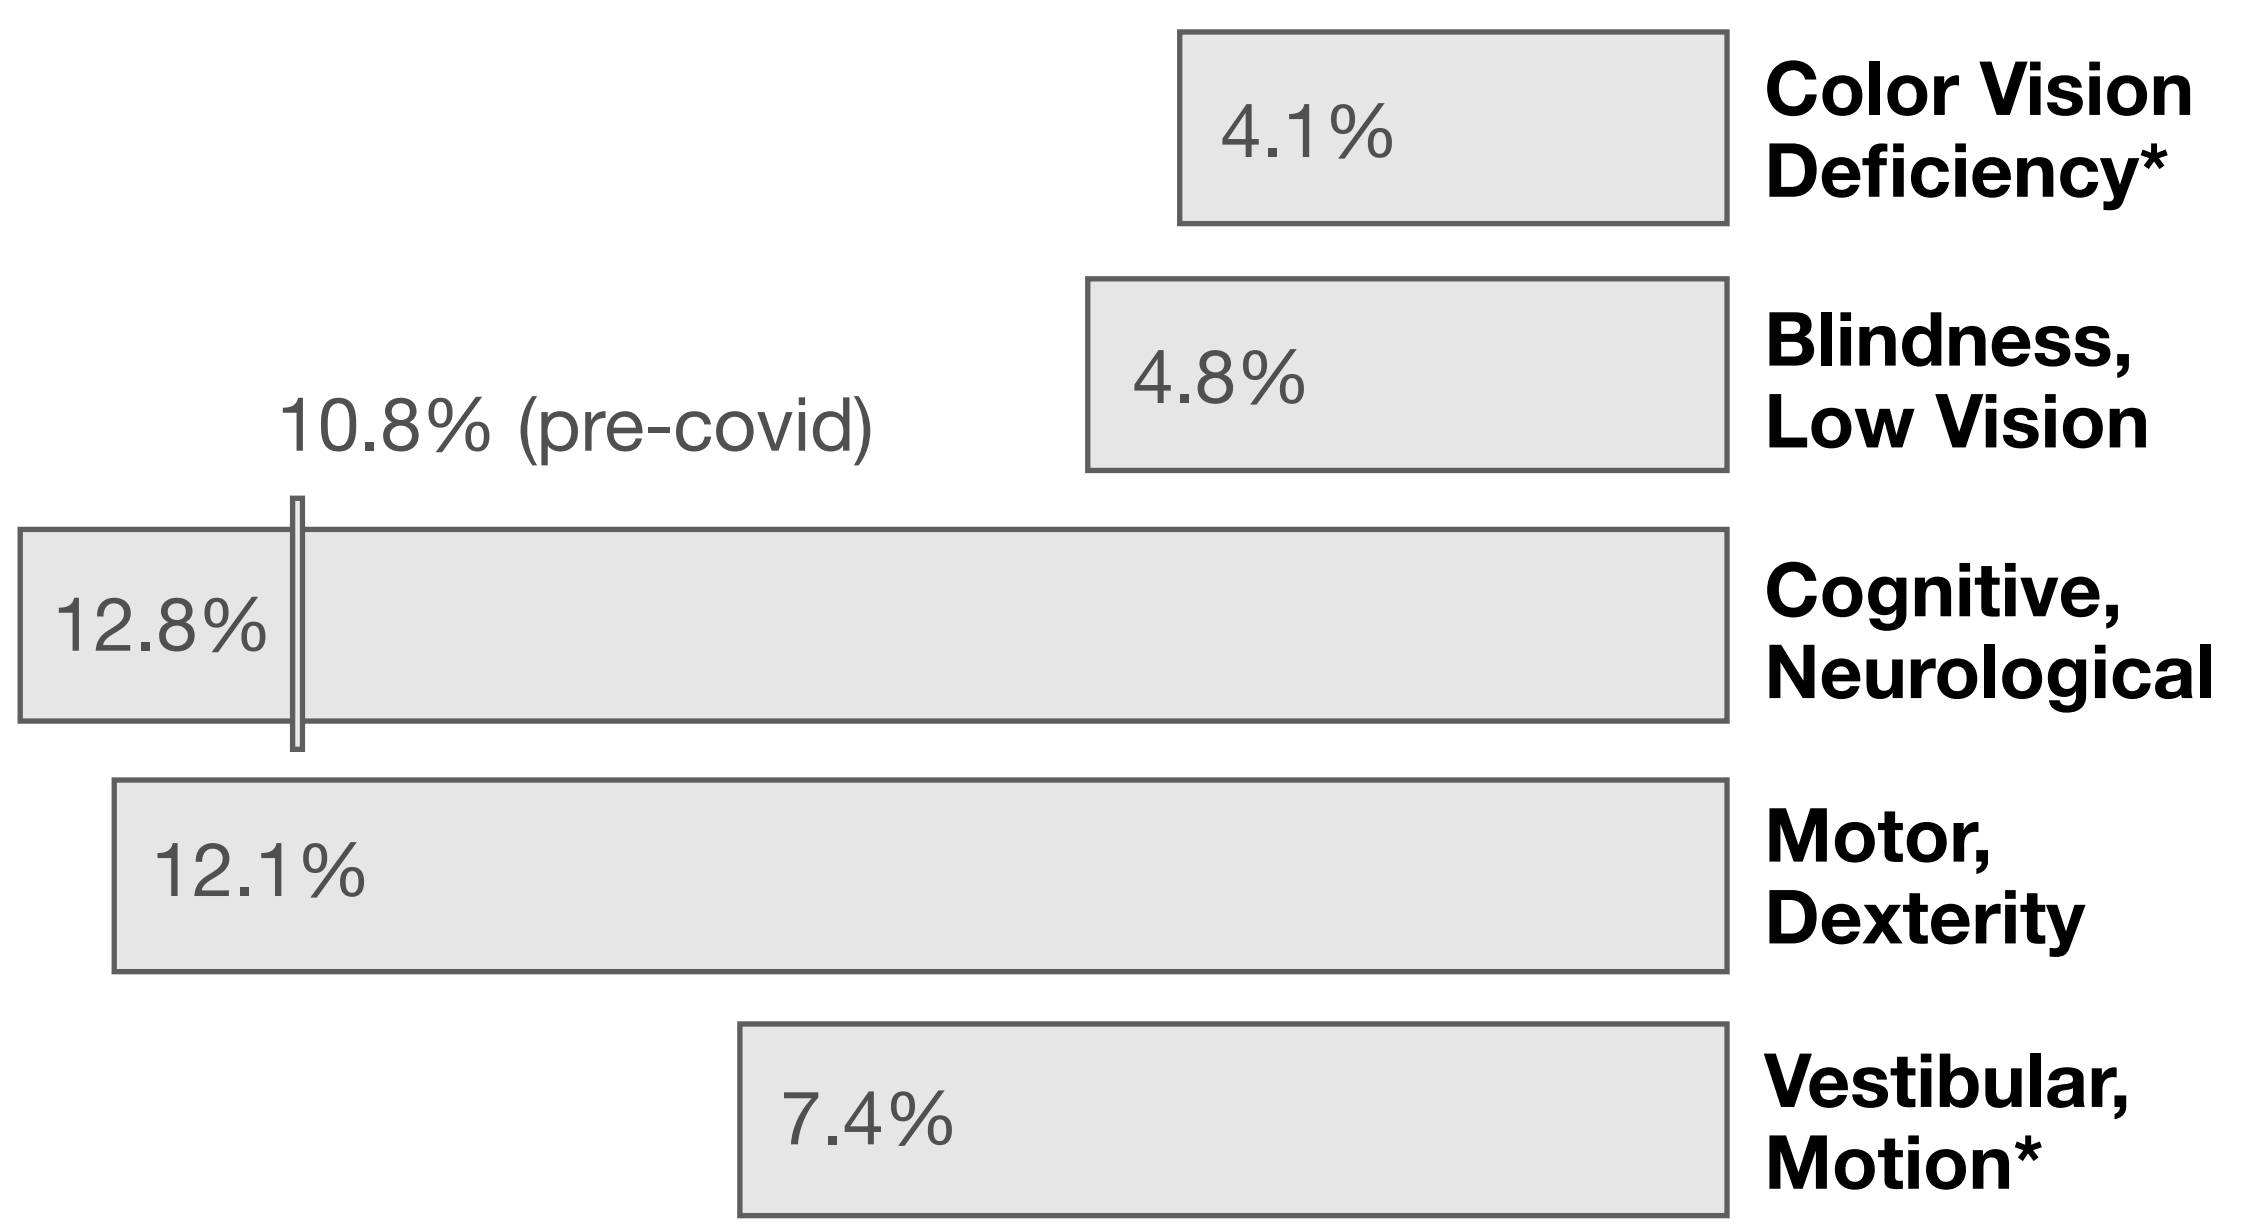 4.1%
Color Vision
Deficiency*
4.8%
Blindness,
Low Vision
10.8% (pre-covid)
12.8%
Cognitive,
Neurological
12.1%
Motor,
Dexterity
7.4%
Vestibular,
Motion*